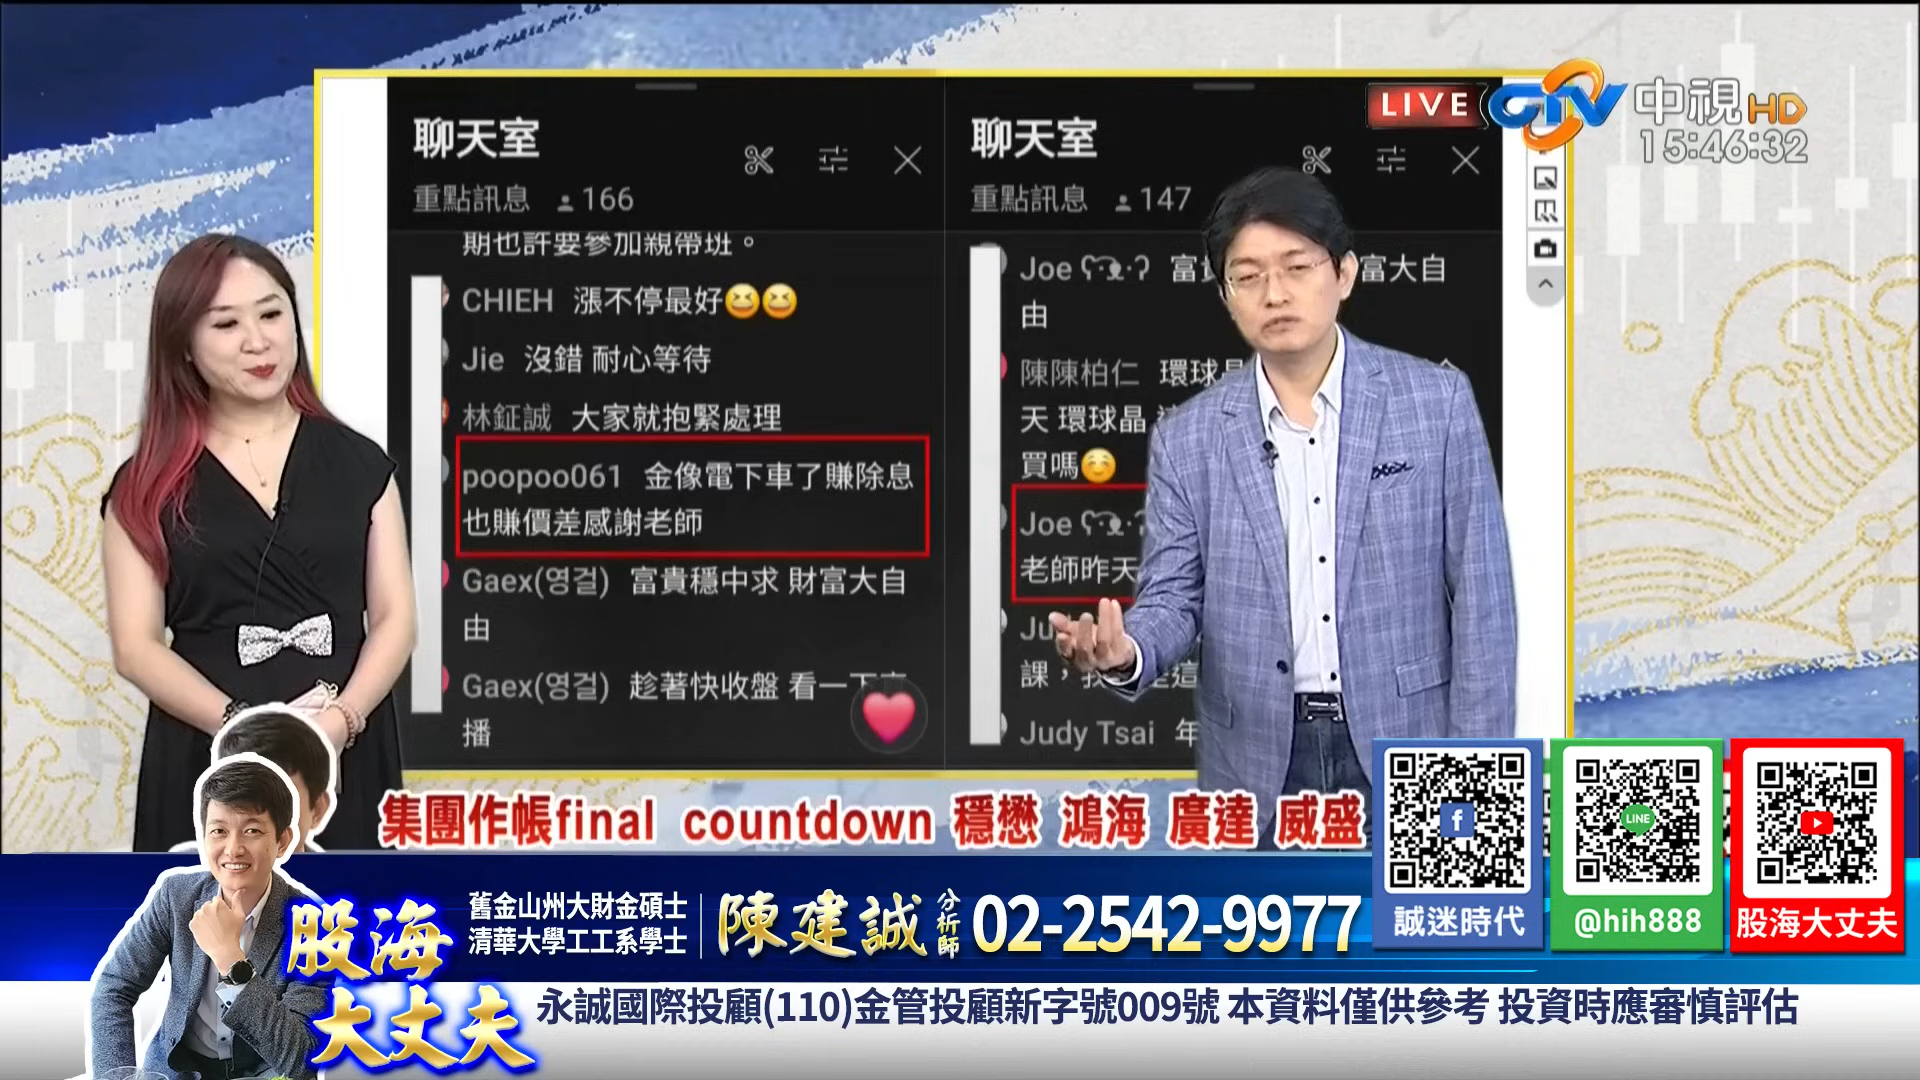 LIVE
CTV 中視HD
15:46:32
聊天室
重點訊息 166
期也許要參加親帶班。
CHIEH 漲不停最好😆😆
Jie 沒錯 耐心等待
林鉦誠 大家就抱緊處理
poopoo061 金像電下車了賺除息
也賺價差感謝老師
Gaex(영걸) 富貴穩中求 財富大自
由
Gaex(영걸) 趁著快收盤 看一下
播
聊天室
重點訊息 147
Joe ʕ·ᴥ·ʔ 富 富大自
由
陳陳柏仁 環球
天 環球晶
買嗎☺️
Joe
老師昨天
Ju
課，
Judy Tsai 年
集團作帳final countdown 穩懋 鴻海 廣達 威盛
股海
大丈夫
舊金山州大財金碩士
清華大學工工系學士
陳建誠 分析師
02-2542-9977
誠迷時代
LINE
@hih888
股海大丈夫
永誠國際投顧(110)金管投顧新字號009號 本資料僅供參考 投資時應審慎評估